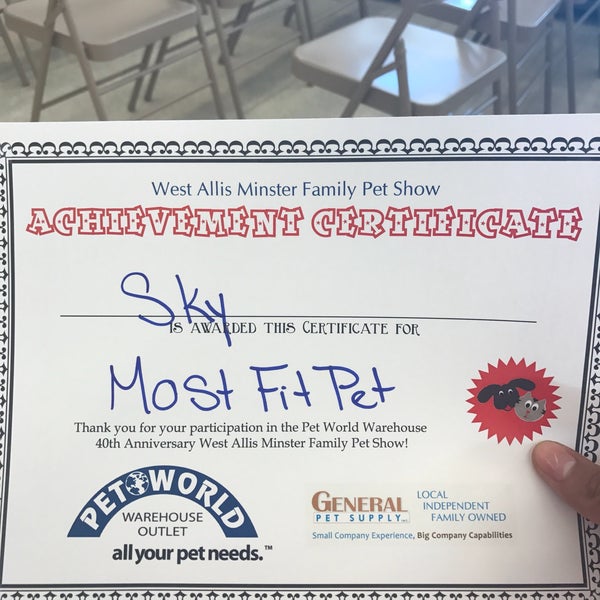 West Allis Minster Family Pet Show
ACHIEVEMENT CERTIFICATE
Sky
IS AWARDED THIS CERTIFICATE FOR
Most Fit Pet
Thank you for your participation in the Pet World Warehouse
40th Anniversary West Allis Minster Family Pet Show!
PET WORLD
WAREHOUSE
OUTLET
all your pet needs.™
GENERAL
PET SUPPLY
LOCAL
INDEPENDENT
FAMILY OWNED
Small Company Experience, Big Company Capabilities